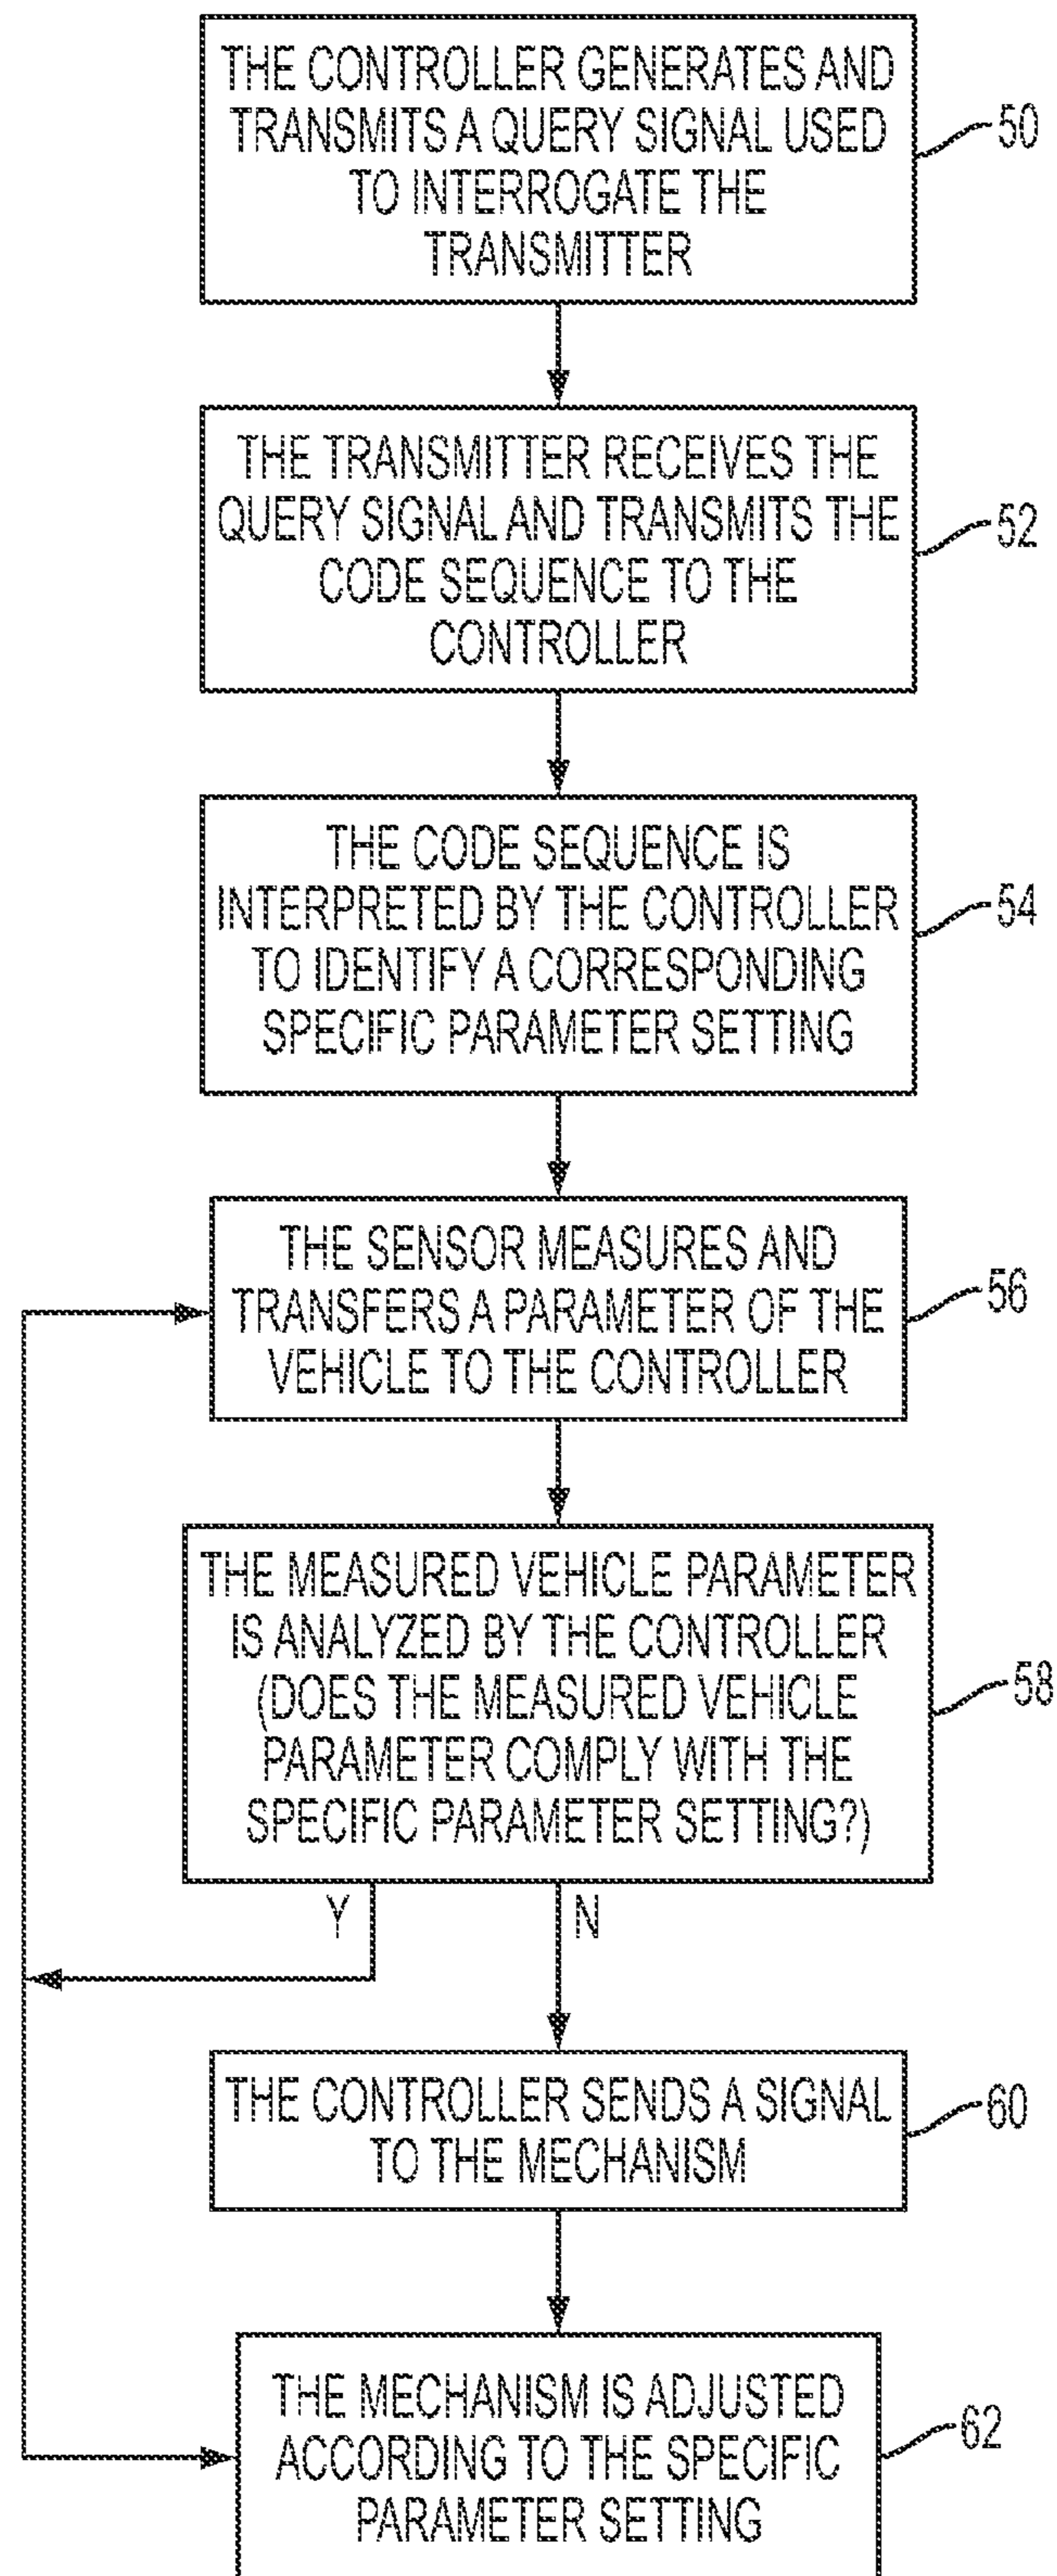 THE CONTROLLER GENERATES AND
TRANSMITS A QUERY SIGNAL USED
TO INTERROGATE THE
TRANSMITTER
50
THE TRANSMITTER RECEIVES THE
QUERY SIGNAL AND TRANSMITS THE
CODE SEQUENCE TO THE
CONTROLLER
52
THE CODE SEQUENCE IS
INTERPRETED BY THE CONTROLLER
TO IDENTIFY A CORRESPONDING
SPECIFIC PARAMETER SETTING
54
THE SENSOR MEASURES AND
TRANSFERS A PARAMETER OF THE
VEHICLE TO THE CONTROLLER
56
THE MEASURED VEHICLE PARAMETER
IS ANALYZED BY THE CONTROLLER
(DOES THE MEASURED VEHICLE
PARAMETER COMPLY WITH THE
SPECIFIC PARAMETER SETTING?)
58
Y
N
THE CONTROLLER SENDS A SIGNAL
TO THE MECHANISM
60
THE MECHANISM IS ADJUSTED
ACCORDING TO THE SPECIFIC
PARAMETER SETTING
62